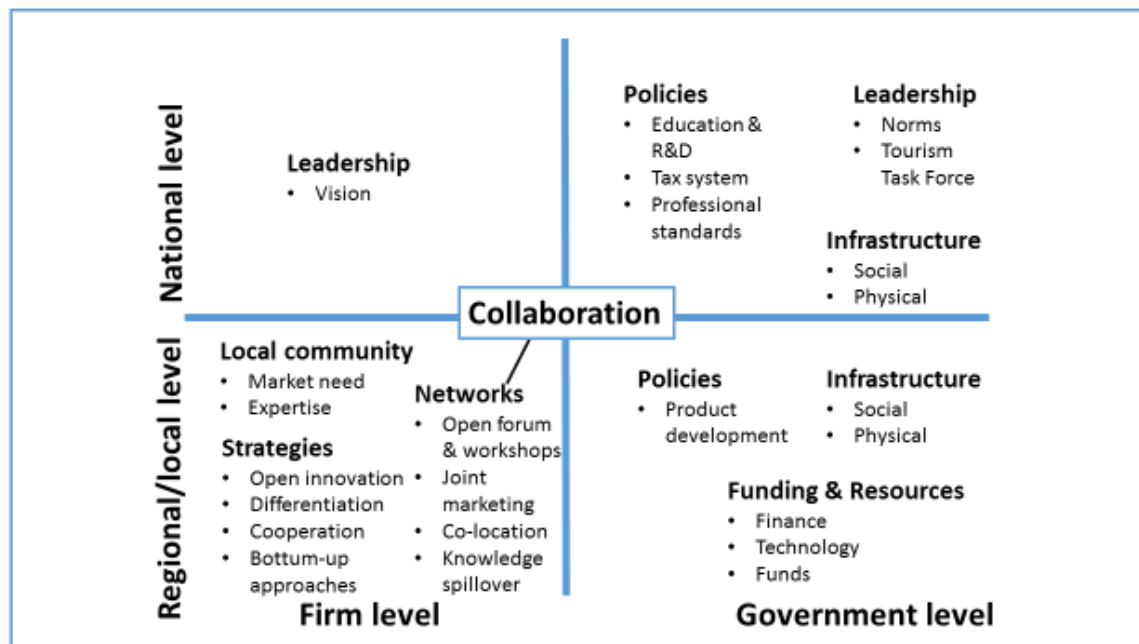 National level
Leadership
• Vision
Policies
• Education &
R&D
• Tax system
• Professional
standards
Leadership
• Norms
• Tourism
Task Force
Infrastructure
• Social
• Physical
Collaboration
Regional/local level
Local community
• Market need
• Expertise
Strategies
• Open innovation
• Differentiation
• Cooperation
• Bottum-up
approaches
Networks
• Open forum
& workshops
• Joint
marketing
• Co-location
• Knowledge
spillover
Policies
• Product
development
Infrastructure
• Social
• Physical
Funding & Resources
• Finance
• Technology
• Funds
Firm level
Government level